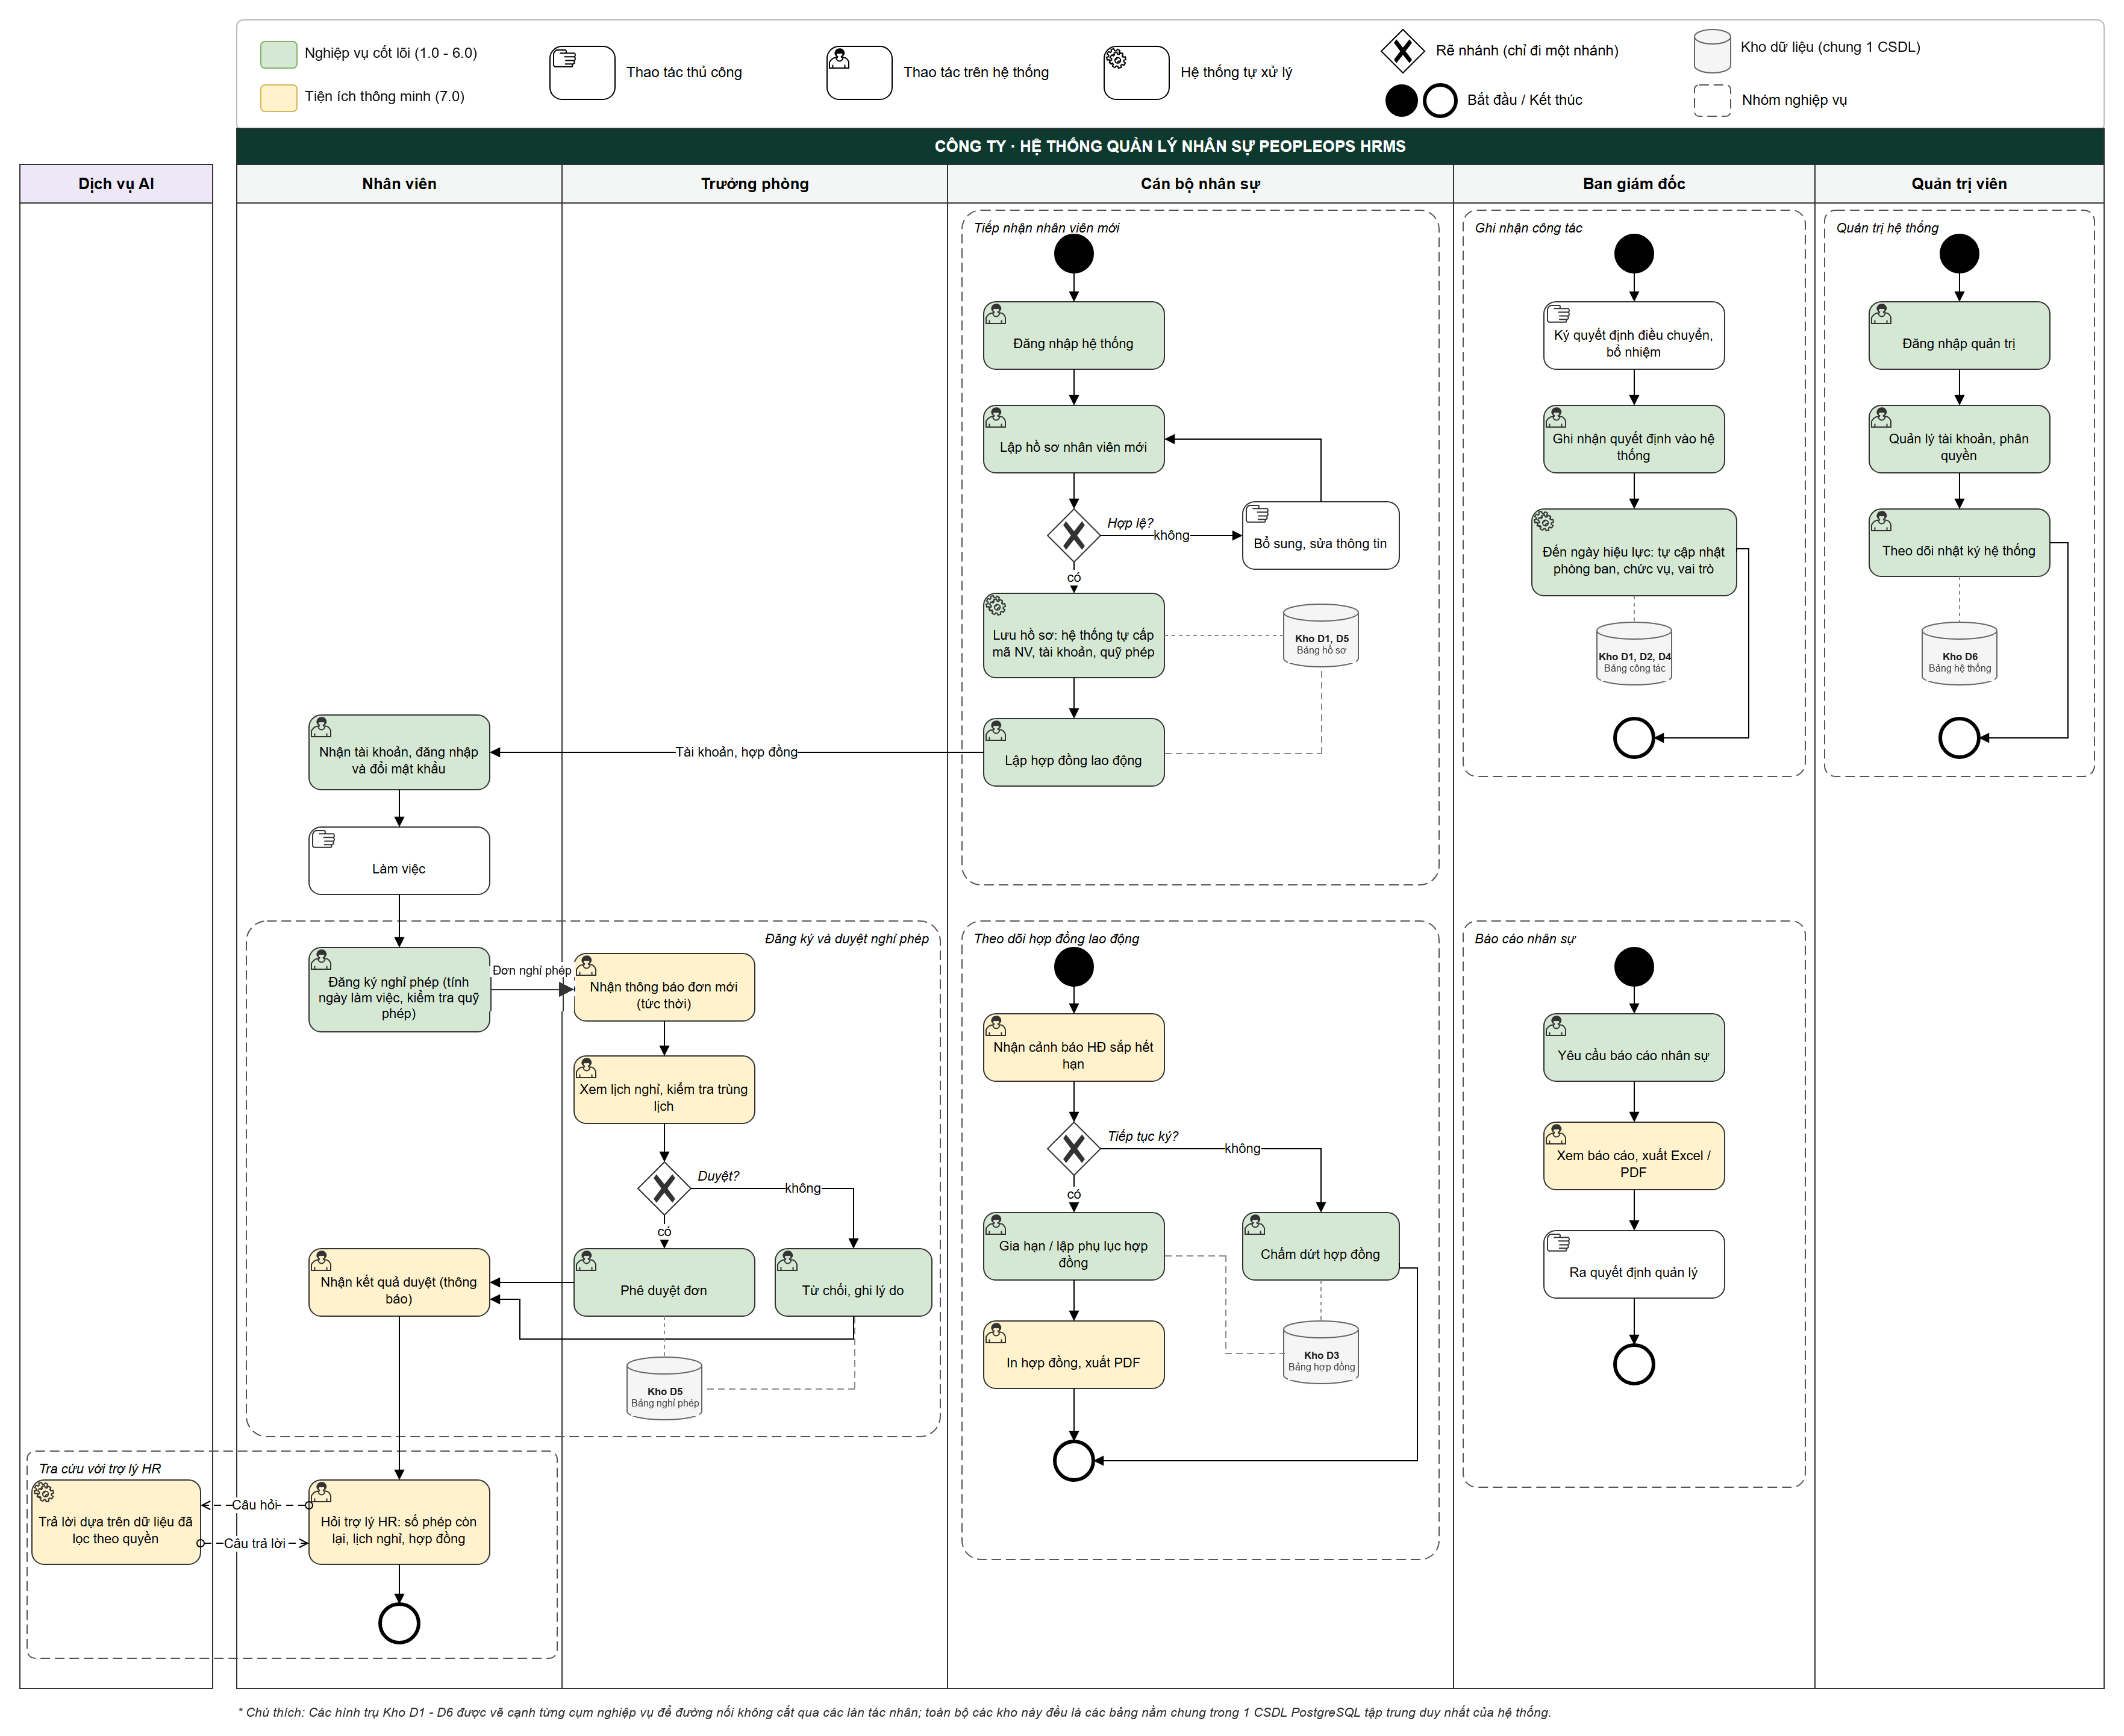 Nghiệp vụ cốt lõi (1.0 - 6.0)
Tiện ích thông minh (7.0)
Thao tác thủ công
Thao tác trên hệ thống
Hệ thống tự xử lý
Rẽ nhánh (chỉ đi một nhánh)
Bắt đầu / Kết thúc
Kho dữ liệu (chung 1 CSDL)
Nhóm nghiệp vụ
CÔNG TY · HỆ THỐNG QUẢN LÝ NHÂN SỰ PEOPLEOPS HRMS
Dịch vụ AI
Nhân viên
Trưởng phòng
Cán bộ nhân sự
Ban giám đốc
Quản trị viên
Tiếp nhận nhân viên mới
Đăng nhập hệ thống
Lập hồ sơ nhân viên mới
Hợp lệ?
không
Bổ sung, sửa thông tin
có
Lưu hồ sơ: hệ thống tự cấp
mã NV, tài khoản, quỹ phép
Kho D1, D5
Bảng hồ sơ
Lập hợp đồng lao động
Tài khoản, hợp đồng
Ghi nhận công tác
Ký quyết định điều chuyển,
bổ nhiệm
Ghi nhận quyết định vào hệ
thống
Đến ngày hiệu lực: tự cập nhật
phòng ban, chức vụ, vai trò
Kho D1, D2, D4
Bảng công tác
Quản trị hệ thống
Đăng nhập quản trị
Quản lý tài khoản, phân
quyền
Theo dõi nhật ký hệ thống
Kho D6
Bảng hệ thống
Nhận tài khoản, đăng nhập
và đổi mật khẩu
Làm việc
Đăng ký và duyệt nghỉ phép
Đăng ký nghỉ phép (tính
ngày làm việc, kiểm tra quỹ
phép)
Đơn nghỉ phép
Nhận thông báo đơn mới
(tức thời)
Xem lịch nghỉ, kiểm tra trùng
lịch
Duyệt?
không
có
Nhận kết quả duyệt (thông
báo)
Phê duyệt đơn
Từ chối, ghi lý do
Kho D5
Bảng nghỉ phép
Theo dõi hợp đồng lao động
Nhận cảnh báo HĐ sắp hết
hạn
Tiếp tục ký?
không
có
Gia hạn / lập phụ lục hợp
đồng
Chấm dứt hợp đồng
In hợp đồng, xuất PDF
Kho D3
Bảng hợp đồng
Báo cáo nhân sự
Yêu cầu báo cáo nhân sự
Xem báo cáo, xuất Excel /
PDF
Ra quyết định quản lý
Tra cứu với trợ lý HR
Trả lời dựa trên dữ liệu đã
lọc theo quyền
Câu hỏi
Câu trả lời
Hỏi trợ lý HR: số phép còn
lại, lịch nghỉ, hợp đồng
* Chú thích: Các hình trụ Kho D1 - D6 được vẽ cạnh từng cụm nghiệp vụ để đường nối không cắt qua các làn tác nhân; toàn bộ các kho này đều là các bảng nằm chung trong 1 CSDL PostgreSQL tập trung duy nhất của hệ thống.